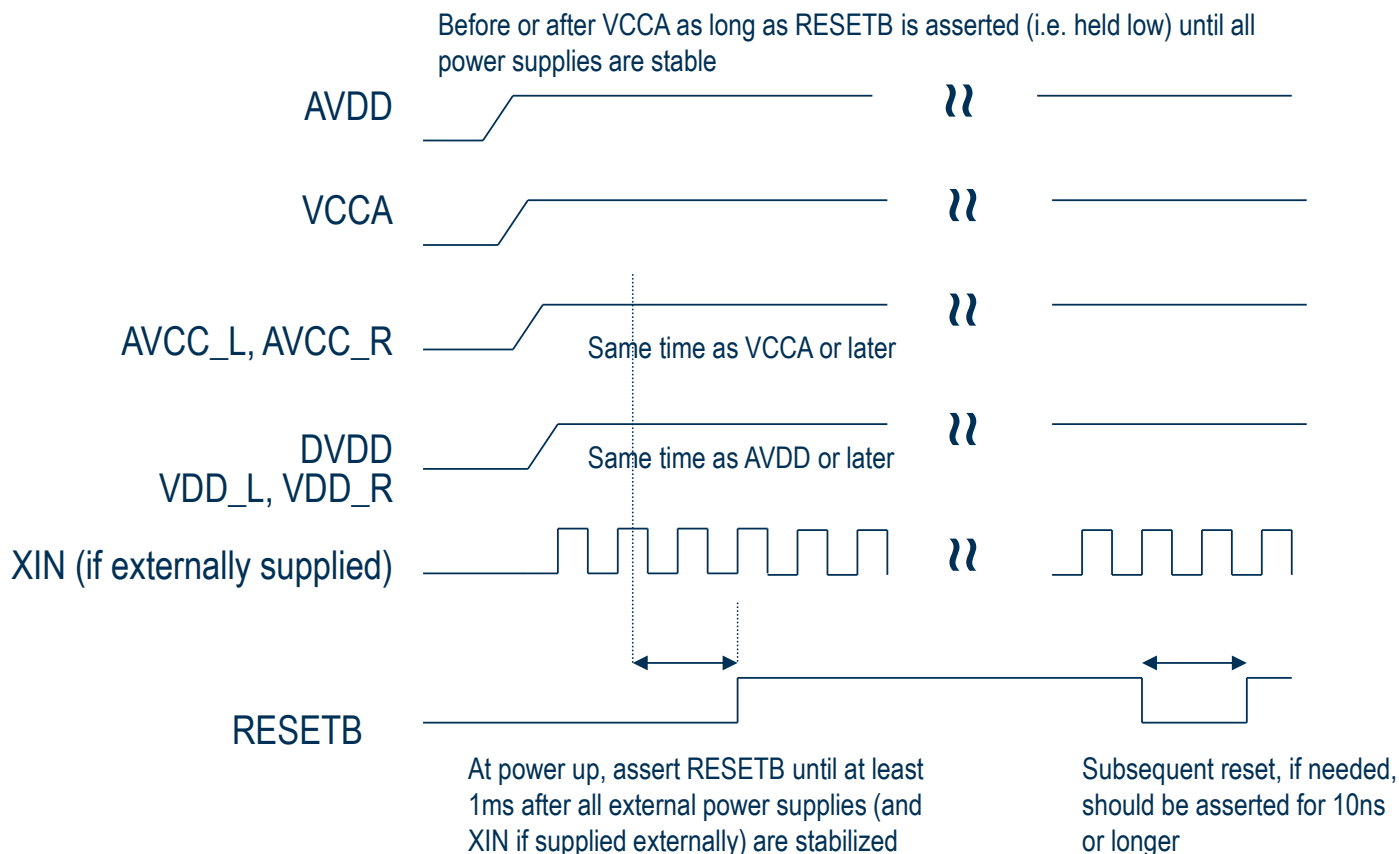 Before or after VCCA as long as RESETB is asserted (i.e. held low) until all
power supplies are stable
AVDD
VCCA
AVCC_L, AVCC_R
Same time as VCCA or later
DVDD
VDD_L, VDD_R
Same time as AVDD or later
XIN (if externally supplied)
RESETB
At power up, assert RESETB until at least
1ms after all external power supplies (and
XIN if supplied externally) are stabilized
Subsequent reset, if needed,
should be asserted for 10ns
or longer